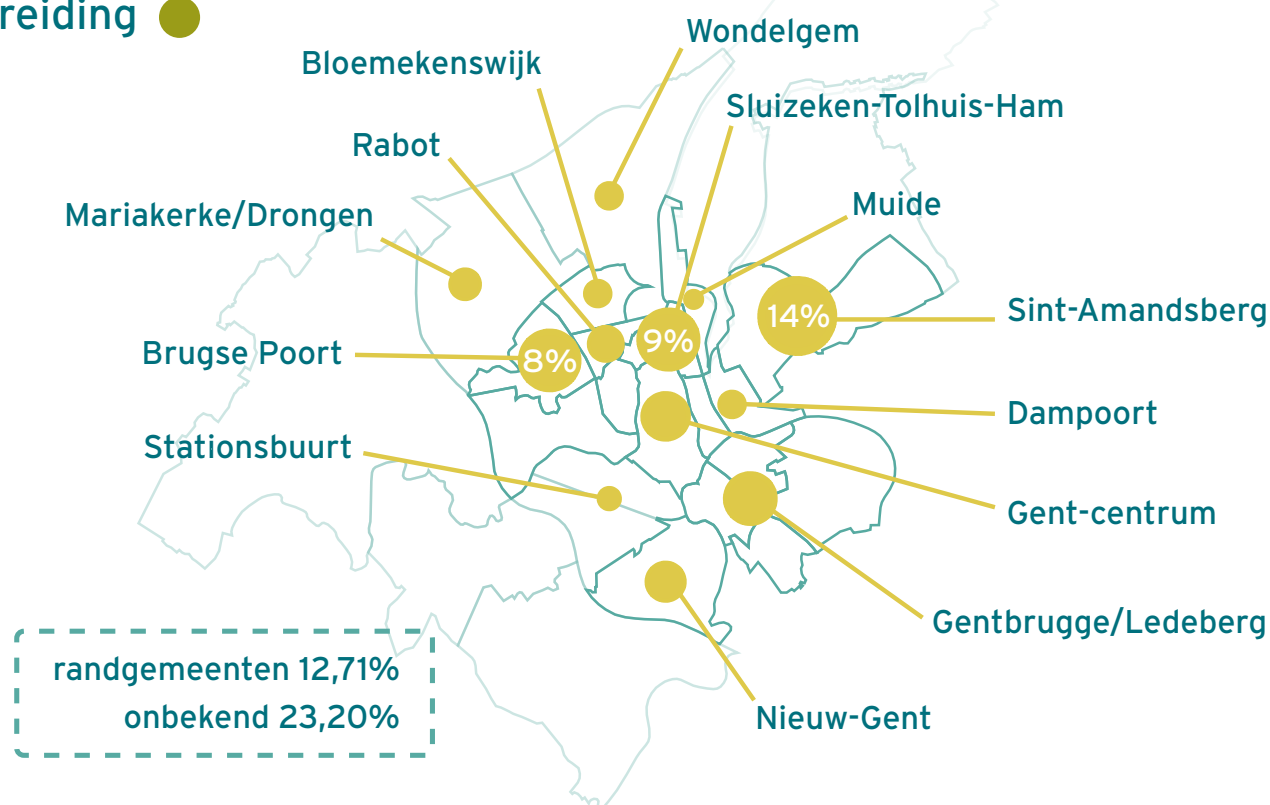 reiding
Wondelgem
Bloemekenswijk
Sluizeken-Tolhuis-Ham
Rabot
Muide
Mariakerke/Drongen
14%
Sint-Amandsberg
9%
Brugse Poort
8%
Dampoort
Stationsbuurt
Gent-centrum
Gentbrugge/Ledeberg
randgemeenten 12,71%
onbekend 23,20%
Nieuw-Gent